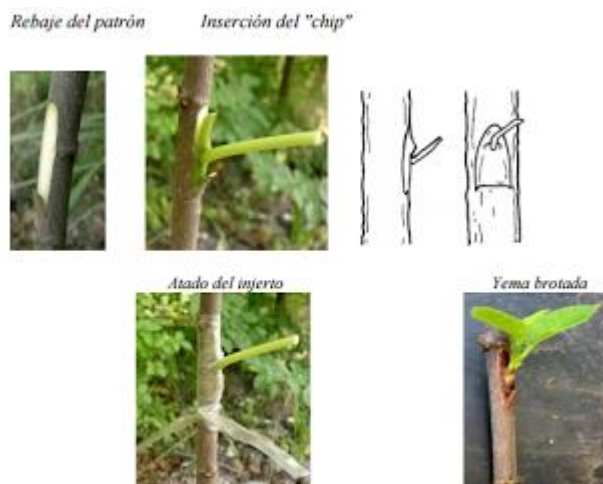 Rebaje del patrón
Inserción del "chip"
Atado del injerto
Yema brotada